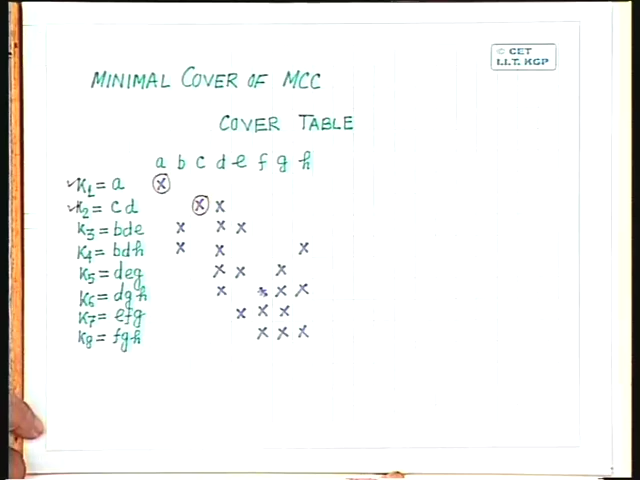 © CET
I.I.T. KGP
MINIMAL COVER OF MCC
COVER TABLE
a b c d e f g h
✓K1 = a x
✓K2 = cd x x
K3 = bde x x x
K4 = bdh x x x
K5 = deg x x x
K6 = dgh x x x x
K7 = efg x x x
K8 = fgh x x x